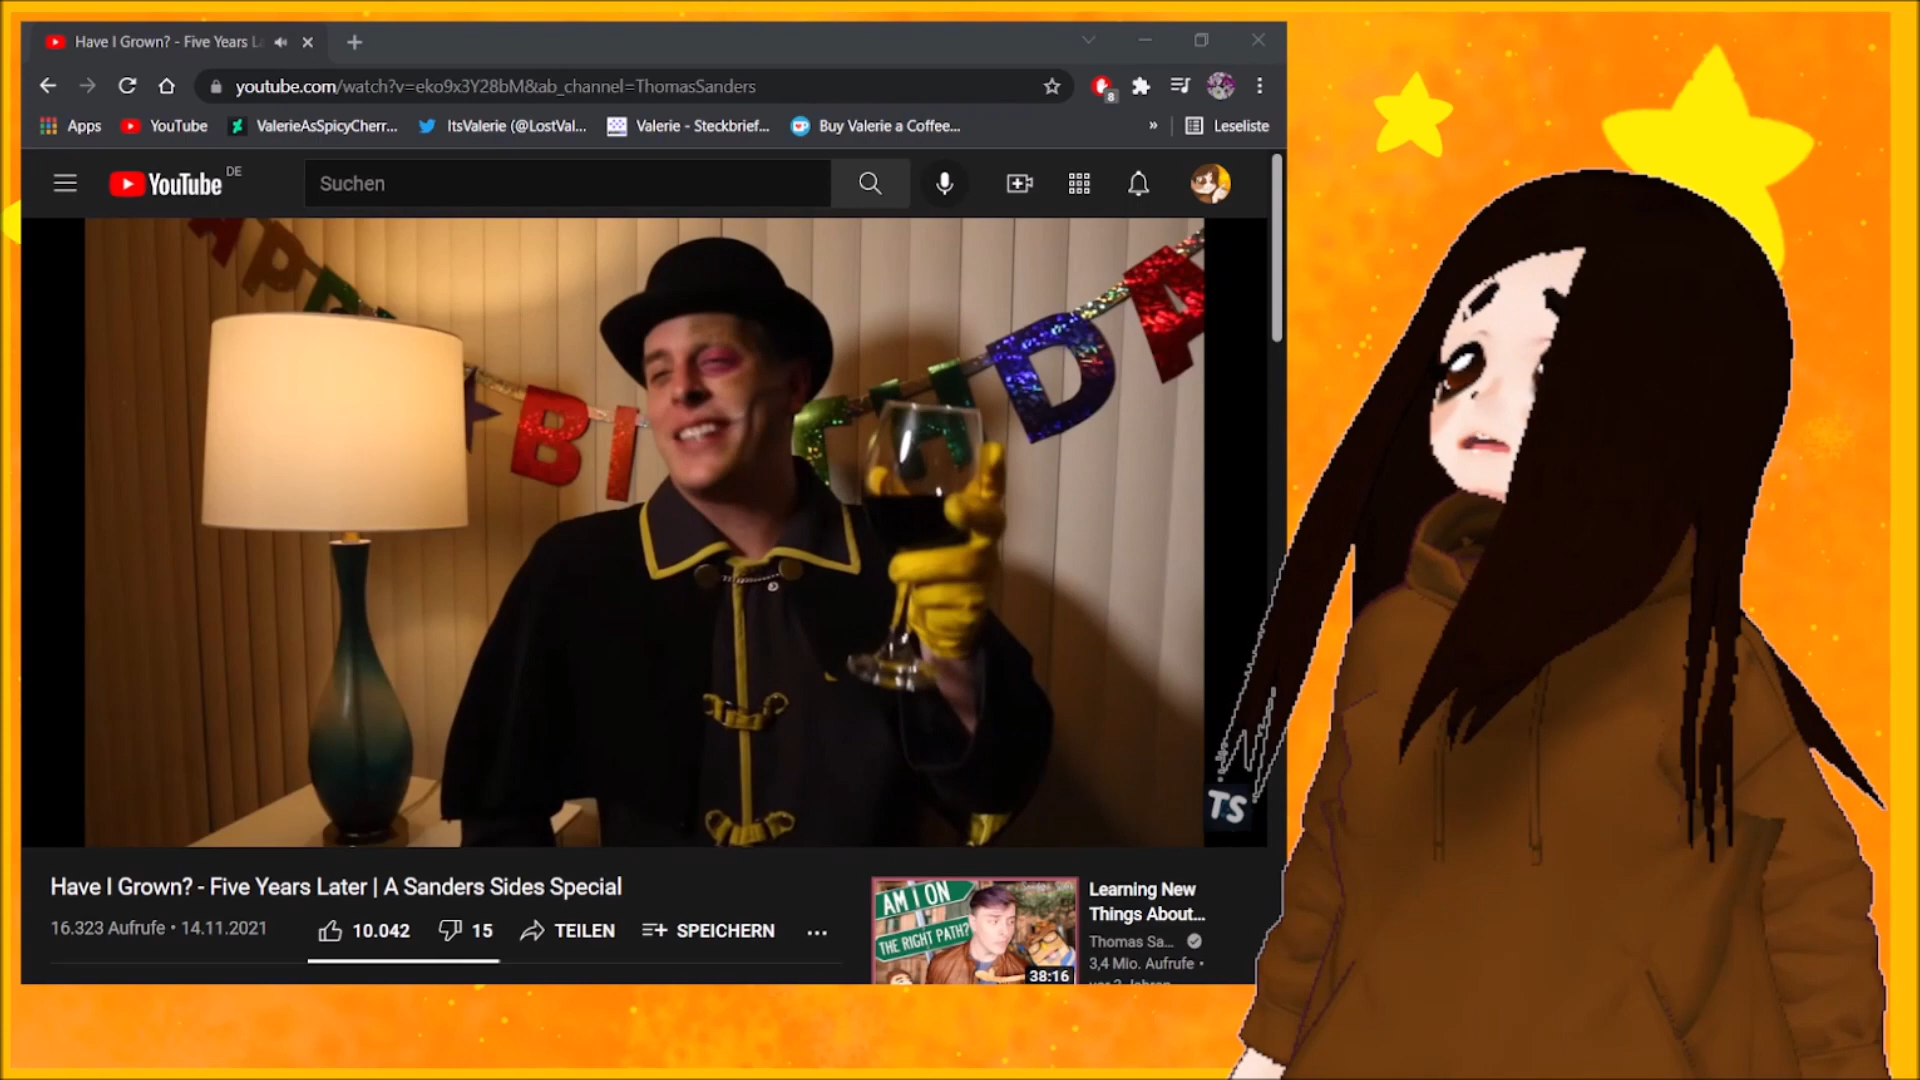 Have I Grown? - Five Years L
youtube.com/watch?v=eko9x3Y28bM&ab_channel=ThomasSanders
8
Apps
YouTube
ValerieAsSpicyCherr...
ItsValerie (@LostVal...
Valerie - Steckbrief...
Buy Valerie a Coffee...
»
Leseliste
YouTube DE
Suchen
APP
BI
THDA
TS
Have I Grown? - Five Years Later | A Sanders Sides Special
16.323 Aufrufe • 14.11.2021
10.042
15
TEILEN
SPEICHERN
AM I ON
THE RIGHT PATH?
38:16
Learning New
Things About...
Thomas Sa...
3,4 Mio. Aufrufe •